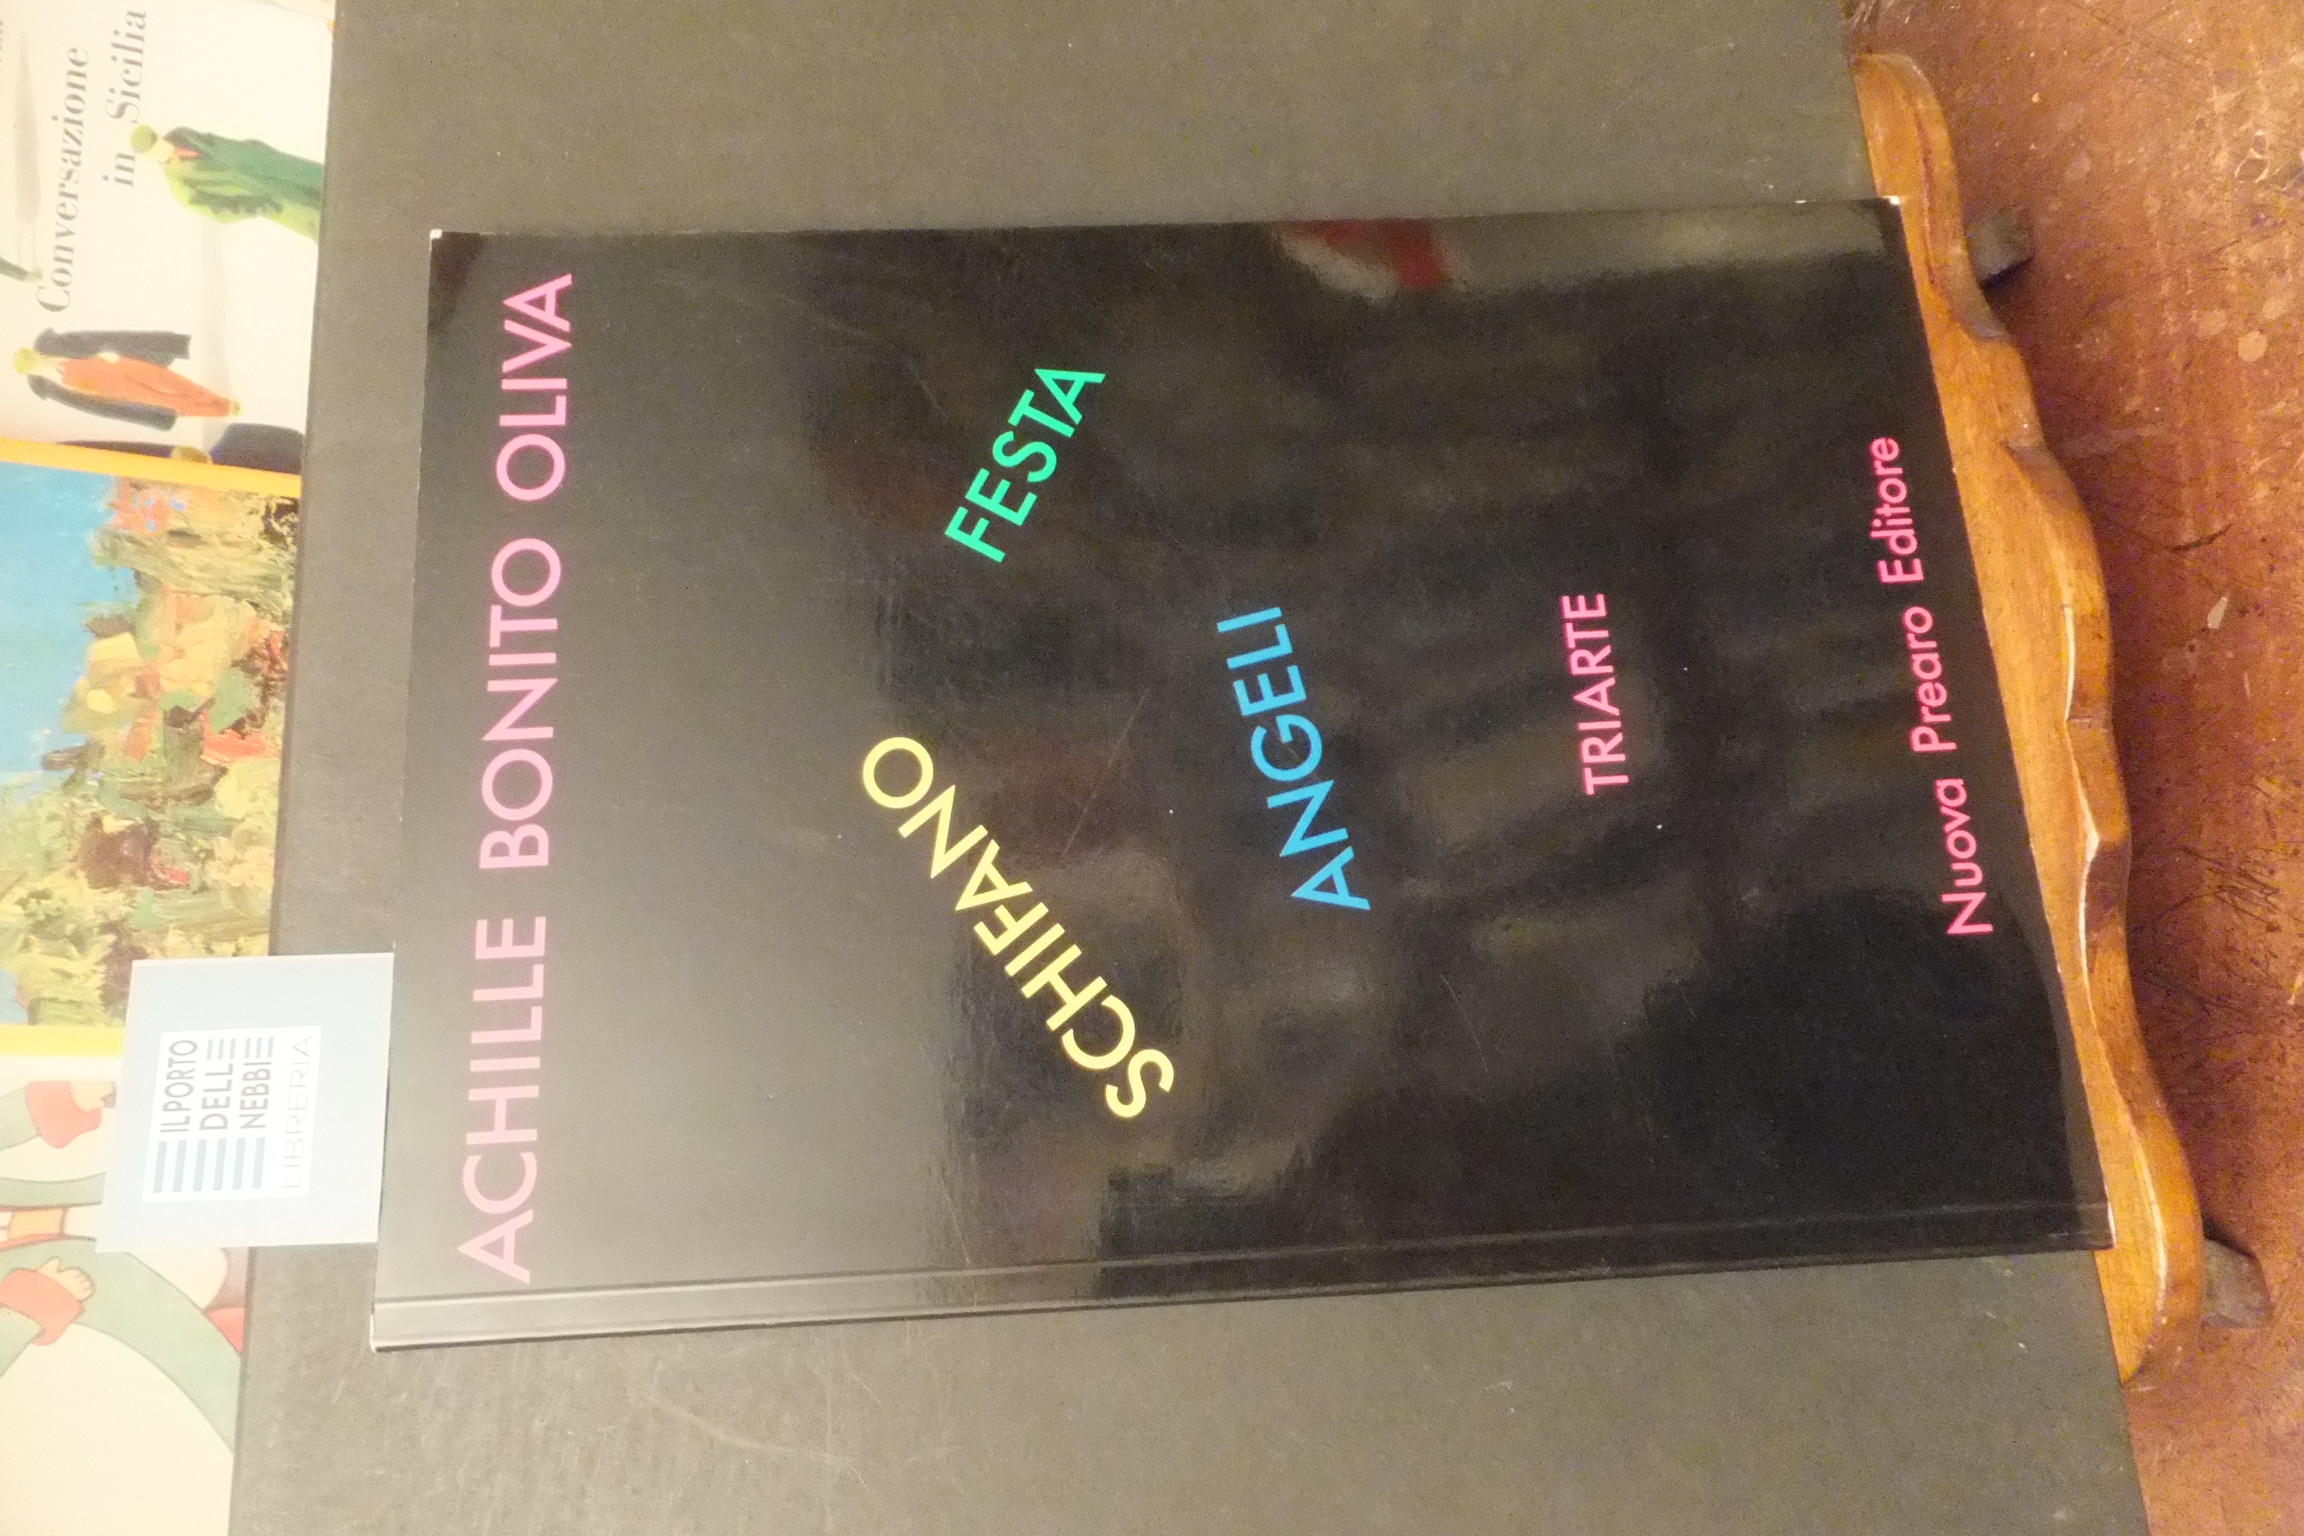 Conversazione
in Sicilia
IL PORTO
DELLE
NEBBIE
LIBRERIA
ACHILLE BONITO OLIVA
SCHIFANO
FESTA
ANGELI
TRIARTE
Nuova Prearo Editore